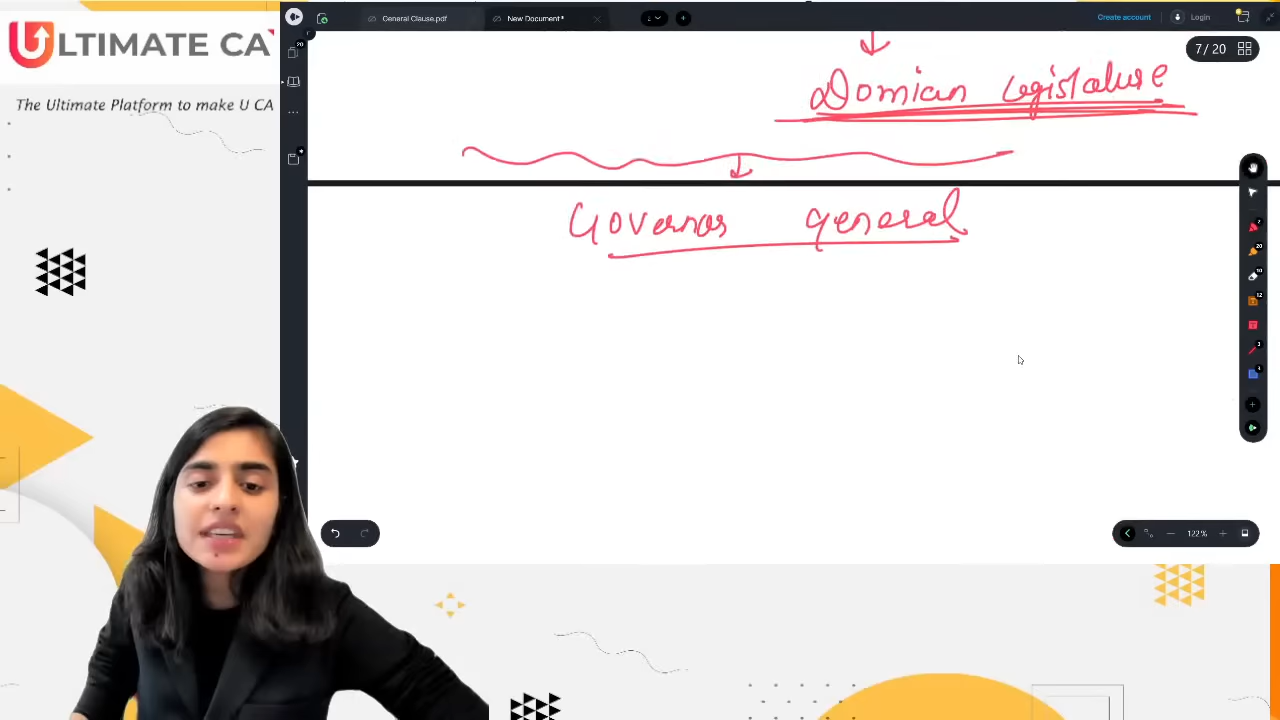 ULTIMATE CA
The Ultimate Platform to make U CA
General Clause.pdf
New Document*
Create account
Login
7 / 20
Domian Legislature
Governor general
122%